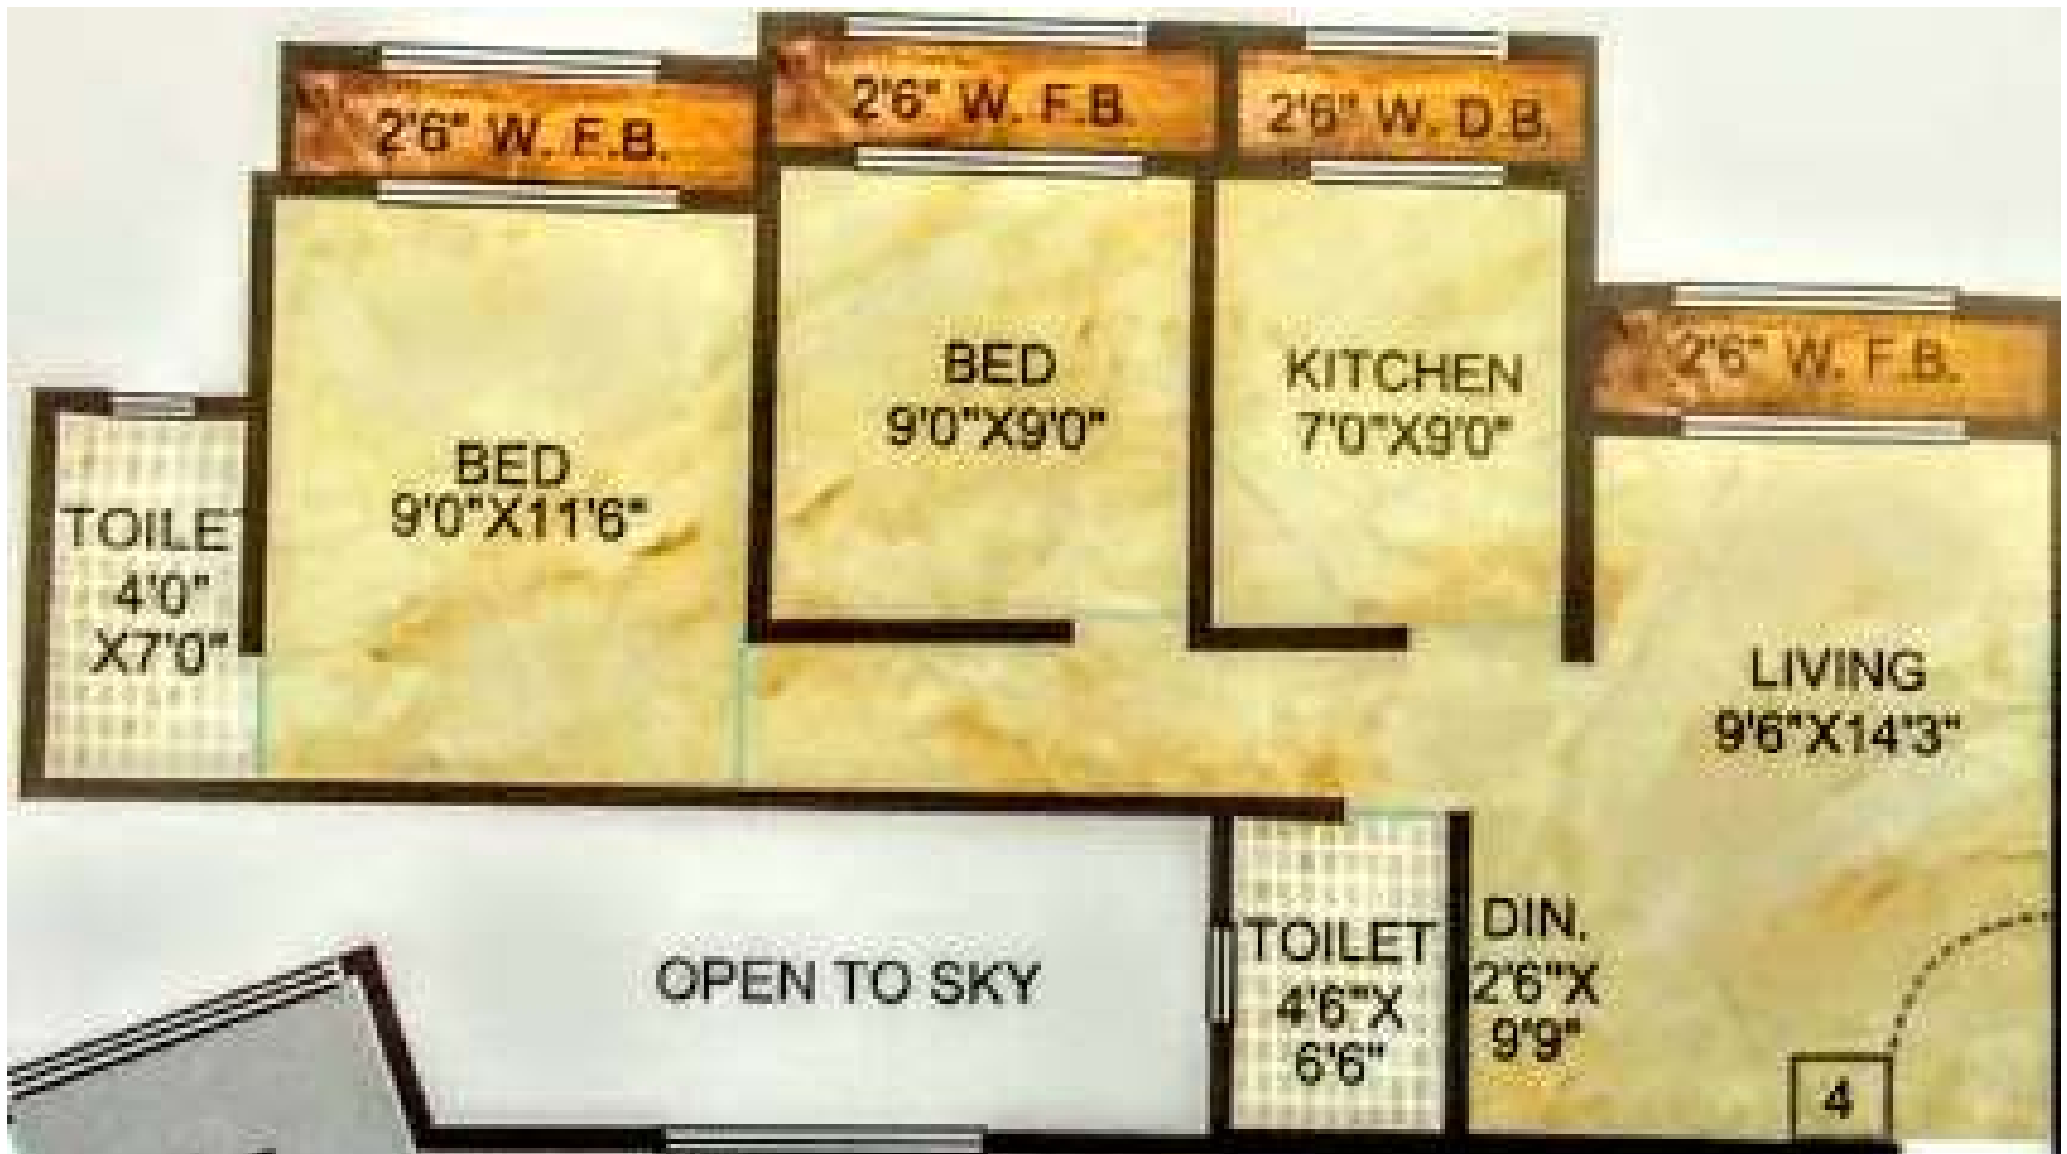 2'6" W. F.B.
2'6" W. F.B.
2'6" W. D.B.
2'6" W. F.B.
BED
9'0"X11'6"
BED
9'0"X9'0"
KITCHEN
7'0"X9'0"
TOILET
4'0"
X7'0"
LIVING
9'6"X14'3"
OPEN TO SKY
TOILET
4'6"X
6'6"
DIN.
2'6"X
9'9"
4